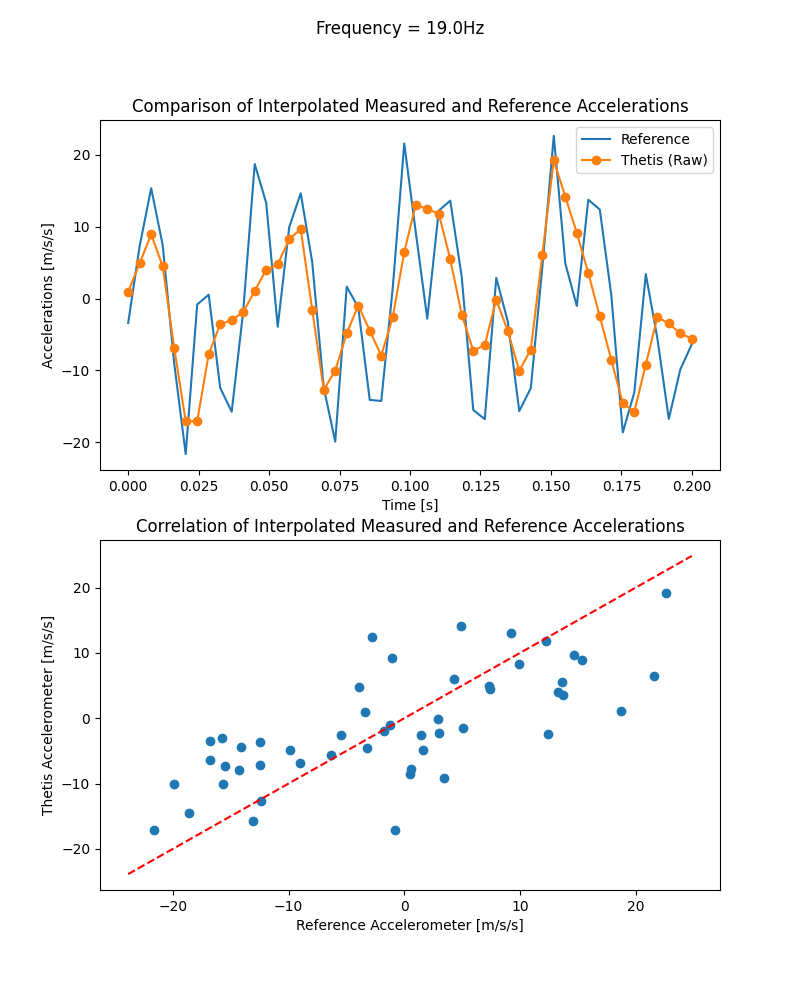 Frequency = 19.0Hz
Comparison of Interpolated Measured and Reference Accelerations
Reference
Thetis (Raw)
20
10
0
−10
−20
Accelerations [m/s/s]
0.000 0.025 0.050 0.075 0.100 0.125 0.150 0.175 0.200
Time [s]
Correlation of Interpolated Measured and Reference Accelerations
20
10
0
−10
−20
Thetis Accelerometer [m/s/s]
−20 −10 0 10 20
Reference Accelerometer [m/s/s]